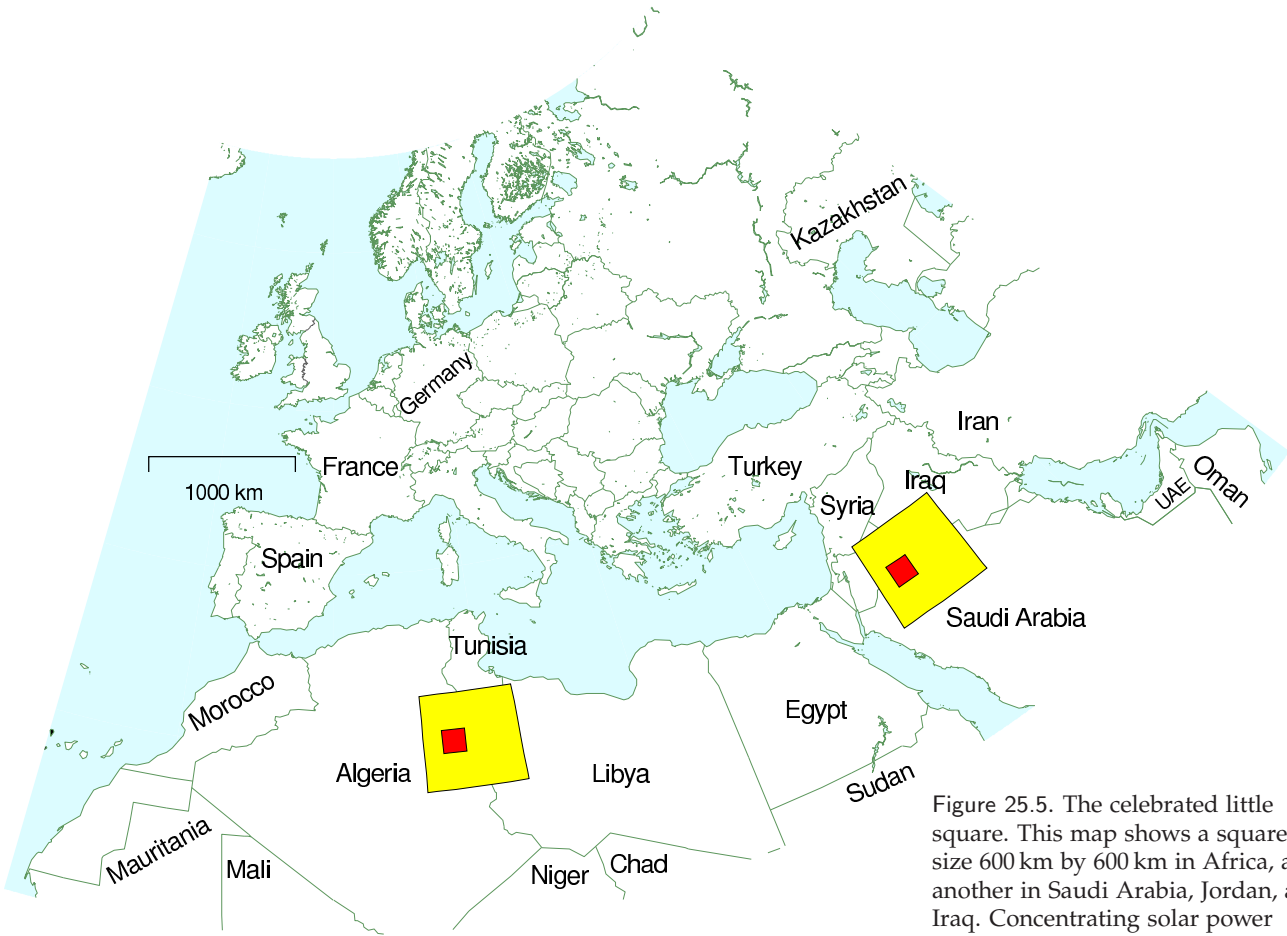 Kazakhstan
Germany
Iran
France
Turkey
Iraq
Oman
1000 km
UAE
Syria
Spain
Saudi Arabia
Tunisia
Morocco
Egypt
Algeria
Libya
Sudan
Mauritania
Mali
Niger
Chad
Figure 25.5. The celebrated little
square. This map shows a square
size 600 km by 600 km in Africa, a
another in Saudi Arabia, Jordan, a
Iraq. Concentrating solar power